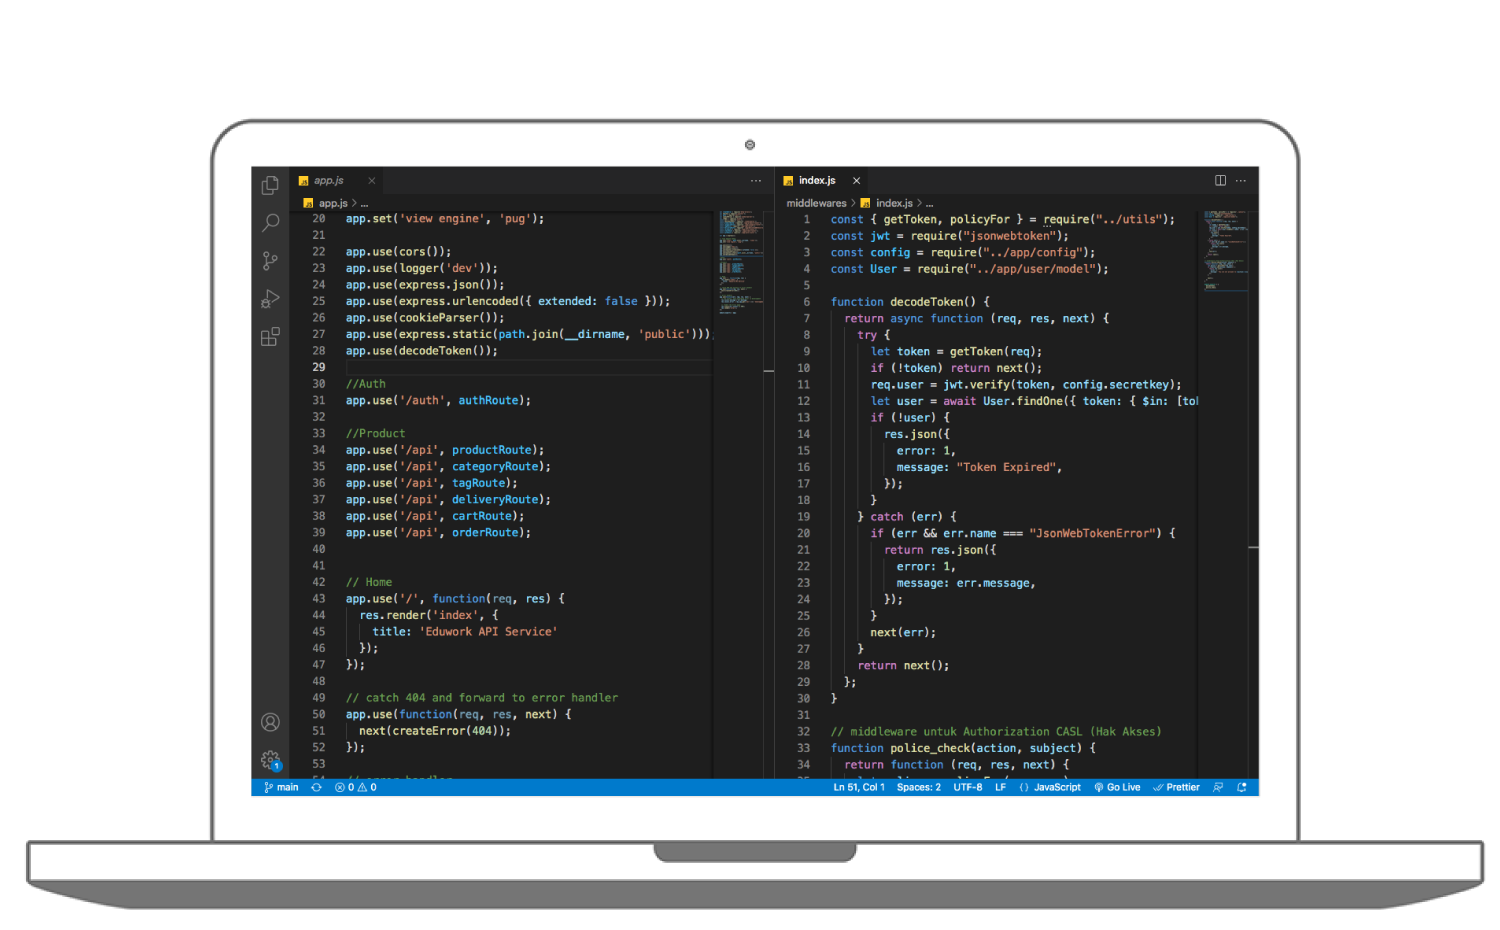 app.js
app.js > ...
20 app.set('view engine', 'pug');
21
22 app.use(cors());
23 app.use(logger('dev'));
24 app.use(express.json());
25 app.use(express.urlencoded({ extended: false }));
26 app.use(cookieParser());
27 app.use(express.static(path.join(__dirname, 'public')));
28 app.use(decodeToken());
29
30 //Auth
31 app.use('/auth', authRoute);
32
33 //Product
34 app.use('/api', productRoute);
35 app.use('/api', categoryRoute);
36 app.use('/api', tagRoute);
37 app.use('/api', deliveryRoute);
38 app.use('/api', cartRoute);
39 app.use('/api', orderRoute);
40
41
42 // Home
43 app.use('/', function(req, res) {
44 res.render('index', {
45 title: 'Eduwork API Service'
46 });
47 });
48
49 // catch 404 and forward to error handler
50 app.use(function(req, res, next) {
51 next(createError(404));
52 });
53
index.js
middlewares > index.js > ...
1 const { getToken, policyFor } = require("../utils");
2 const jwt = require("jsonwebtoken");
3 const config = require("../app/config");
4 const User = require("../app/user/model");
5
6 function decodeToken() {
7 return async function (req, res, next) {
8 try {
9 let token = getToken(req);
10 if (!token) return next();
11 req.user = jwt.verify(token, config.secretkey);
12 let user = await User.findOne({ token: { $in: [to
13 if (!user) {
14 res.json({
15 error: 1,
16 message: "Token Expired",
17 });
18 }
19 } catch (err) {
20 if (err && err.name === "JsonWebTokenError") {
21 return res.json({
22 error: 1,
23 message: err.message,
24 });
25 }
26 next(err);
27 }
28 return next();
29 };
30 }
31
32 // middleware untuk Authorization CASL (Hak Akses)
33 function police_check(action, subject) {
34 return function (req, res, next) {
main 0 0 Ln 51, Col 1 Spaces: 2 UTF-8 LF {} JavaScript Go Live Prettier